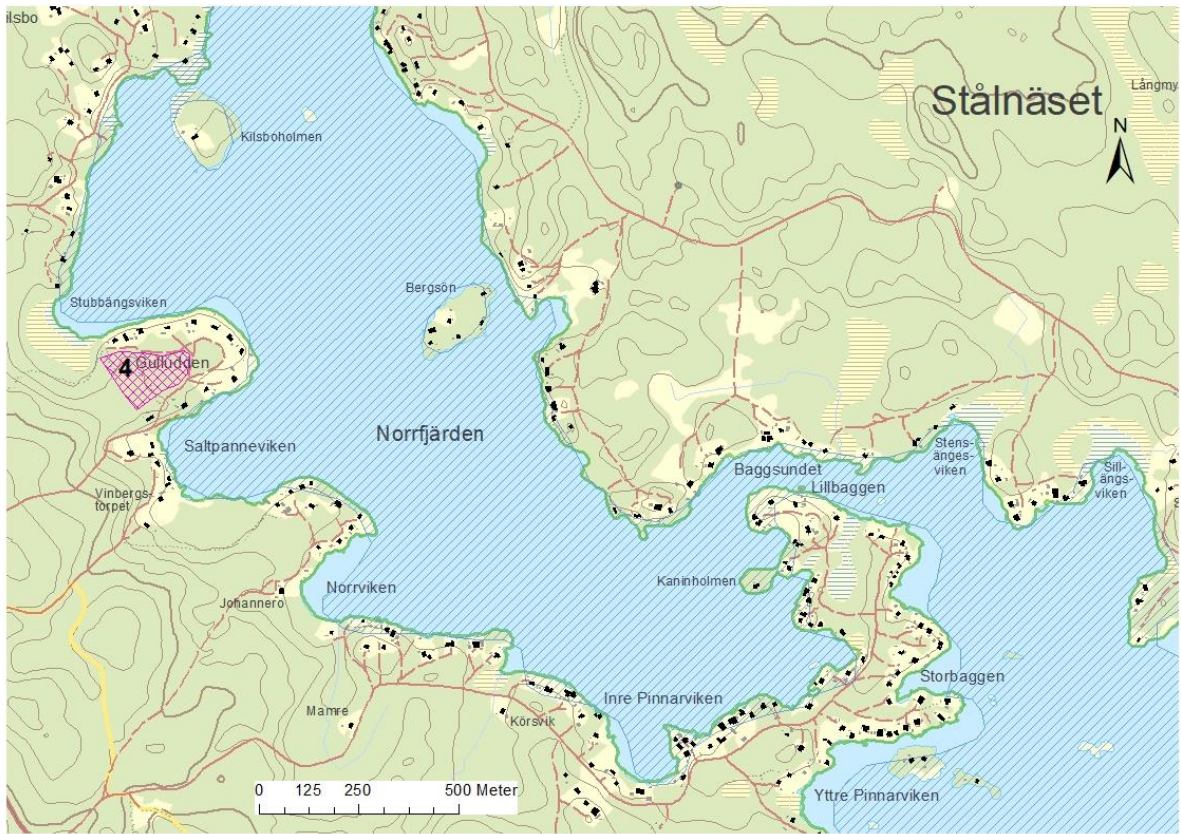 ilsbo
Stålnäset
Långmy
N
Kilsboholmen
Bergsön
Stubbängsviken
4
Gulludden
Norrfjärden
Saltpanneviken
Baggsundet
Lillbaggen
Stens-
ängs-
viken
Sill-
ängs-
viken
S
Vinbergs-
torpet
Norrviken
Kaninholmen
Johannero
Storbaggen
Inre Pinnarviken
Mamre
Körsvik
0 125 250 500 Meter
Yttre Pinnarviken